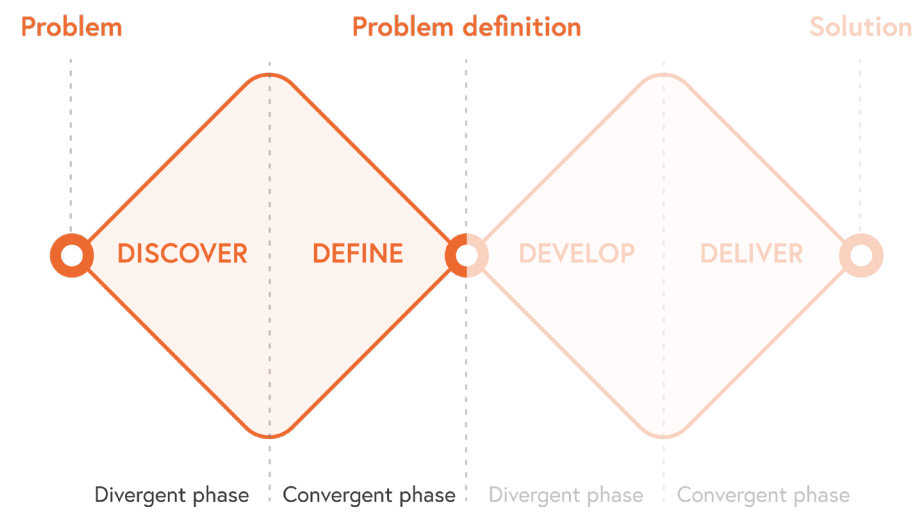 Problem
Problem definition
Solution
DISCOVER
DEFINE
DEVELOP
DELIVER
Divergent phase
Convergent phase
Divergent phase
Convergent phase